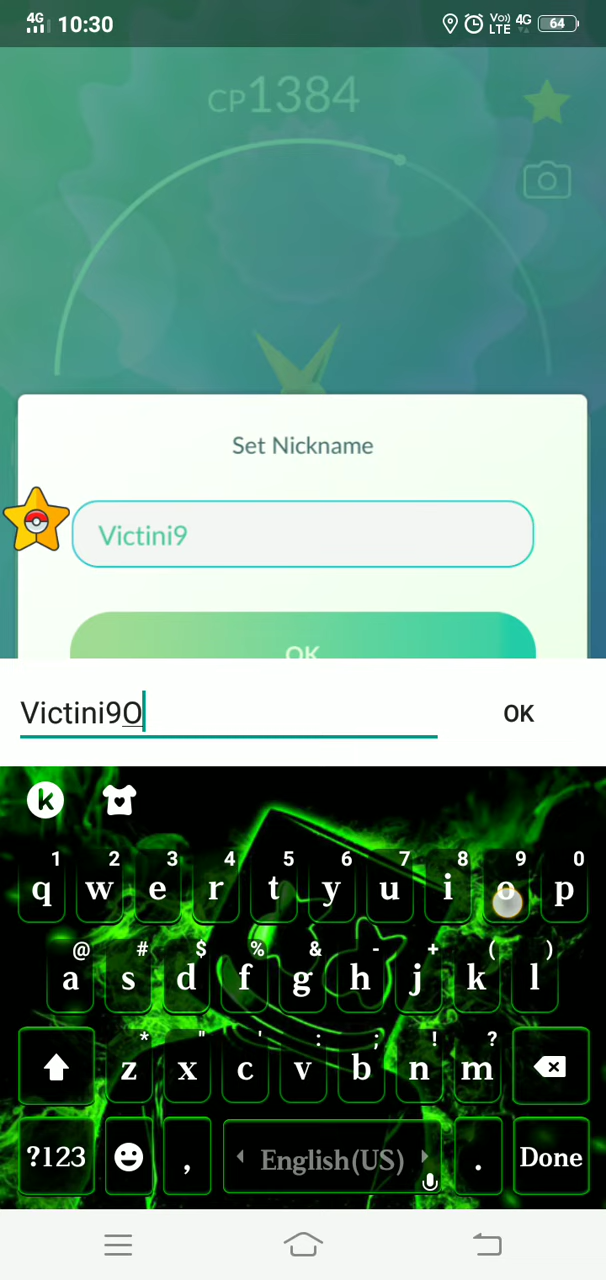 4G 10:30 Vo) LTE 4G 64
CP1384
Set Nickname
Victini9
OK
Victini9O OK
k
1 2 3 4 5 6 7 8 9 0
q w e r t y u i o p
@ # $ % & - + ( )
a s d f g h j k l
* " ' : ; ! ?
z x c v b n m
?123 , English(US) . Done